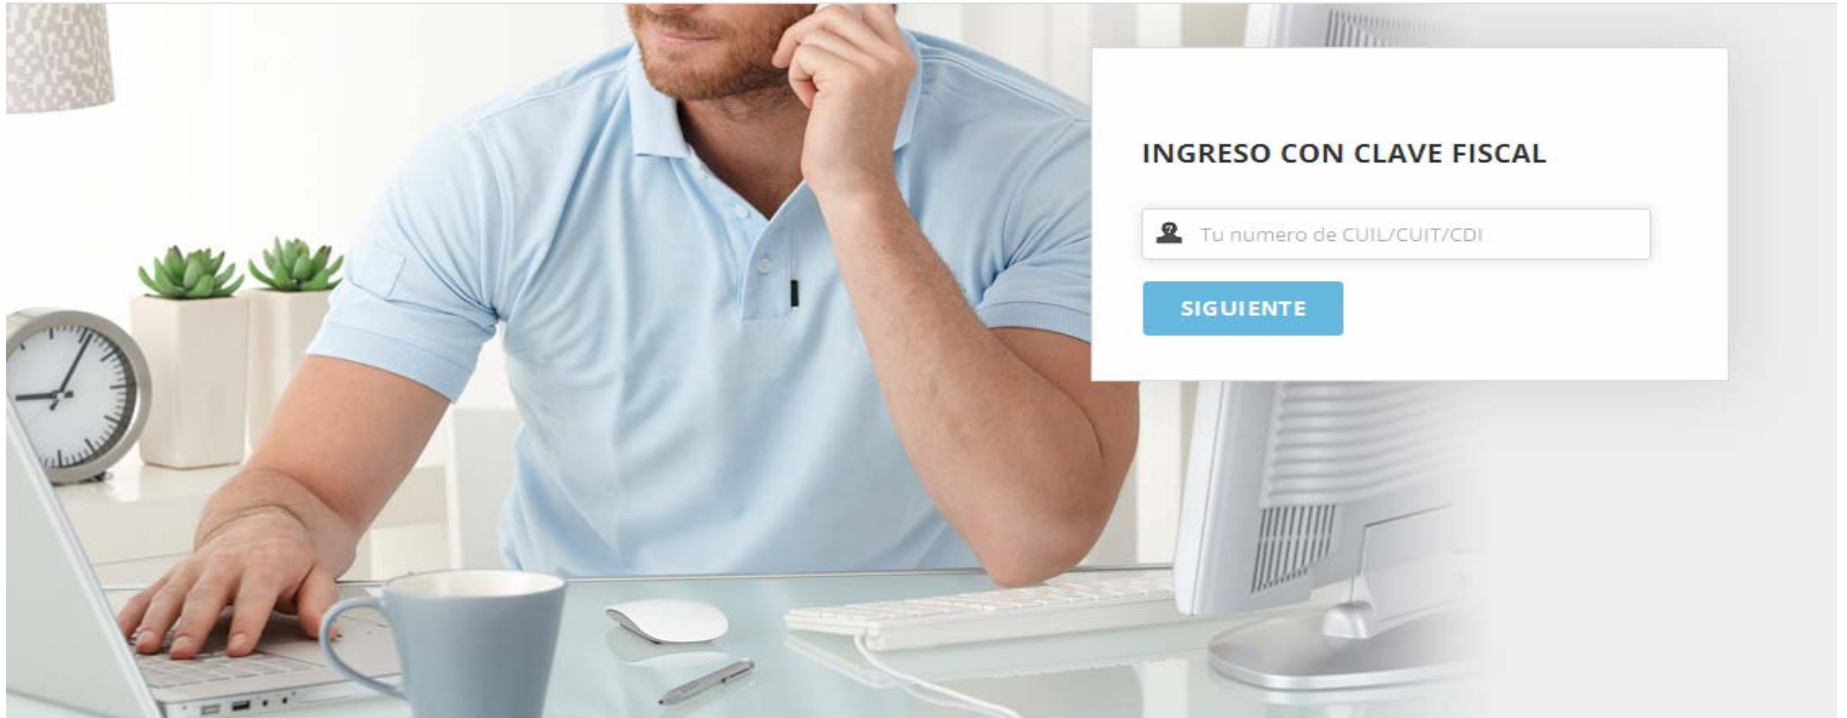 INGRESO CON CLAVE FISCAL
Tu numero de CUIL/CUIT/CDI
SIGUIENTE